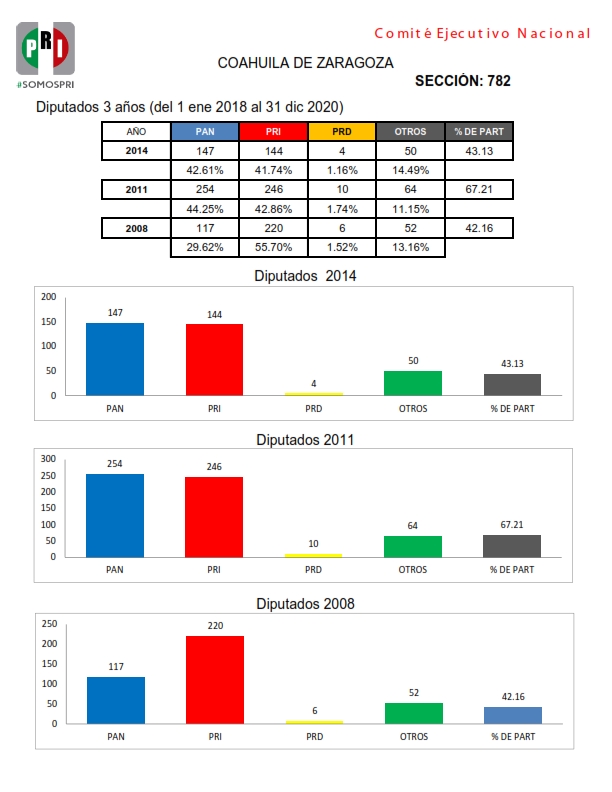 Comité Ejecutivo Nacional
PRI
#SOMOSPRI
COAHUILA DE ZARAGOZA
SECCIÓN: 782
Diputados 3 años (del 1 ene 2018 al 31 dic 2020)
AÑO PAN PRI PRD OTROS % DE PART
2014 147 144 4 50 43.13
42.61% 41.74% 1.16% 14.49%
2011 254 246 10 64 67.21
44.25% 42.86% 1.74% 11.15%
2008 117 220 6 52 42.16
29.62% 55.70% 1.52% 13.16%
Diputados 2014
200
150
100
50
0
147 144 4 50 43.13
PAN PRI PRD OTROS % DE PART
Diputados 2011
300
250
200
150
100
50
0
254 246 10 64 67.21
PAN PRI PRD OTROS % DE PART
Diputados 2008
250
200
150
100
50
0
117 220 6 52 42.16
PAN PRI PRD OTROS % DE PART